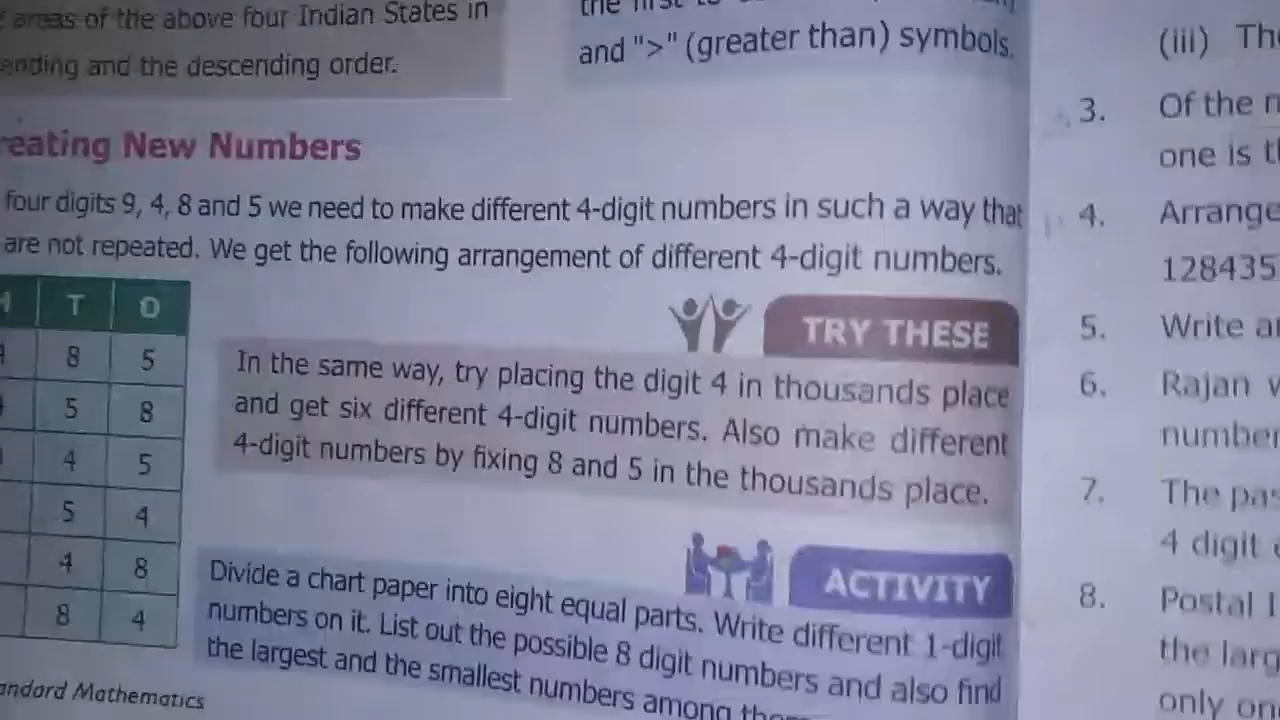 areas of the above four Indian States in
ending and the descending order.
and ">" (greater than) symbols.
eating New Numbers
four digits 9, 4, 8 and 5 we need to make different 4-digit numbers in such a way that
are not repeated. We get the following arrangement of different 4-digit numbers.
T O
8 5
5 8
4 5
5 4
4 8
8 4
TRY THESE
In the same way, try placing the digit 4 in thousands place
and get six different 4-digit numbers. Also make different
4-digit numbers by fixing 8 and 5 in the thousands place.
ACTIVITY
Divide a chart paper into eight equal parts. Write different 1-digit
numbers on it. List out the possible 8 digit numbers and also find
the largest and the smallest numbers among
andard Mathematics
(iii) The
3. Of the
one is
4. Arrange
128435
5. Write
6. Rajan
number
7. The
4 digit
8. Postal
the
only